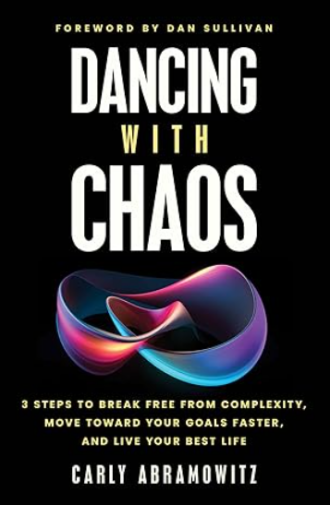 FOREWORD BY DAN SULLIVAN
DANCING
WITH
CHAOS
3 STEPS TO BREAK FREE FROM COMPLEXITY,
MOVE TOWARD YOUR GOALS FASTER,
AND LIVE YOUR BEST LIFE
CARLY ABRAMOWITZ